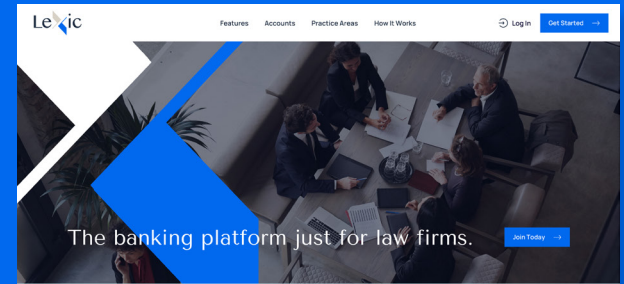 Lexic
Features Accounts Practice Areas How It Works Log In Get Started →
The banking platform just for law firms.
Join Today →